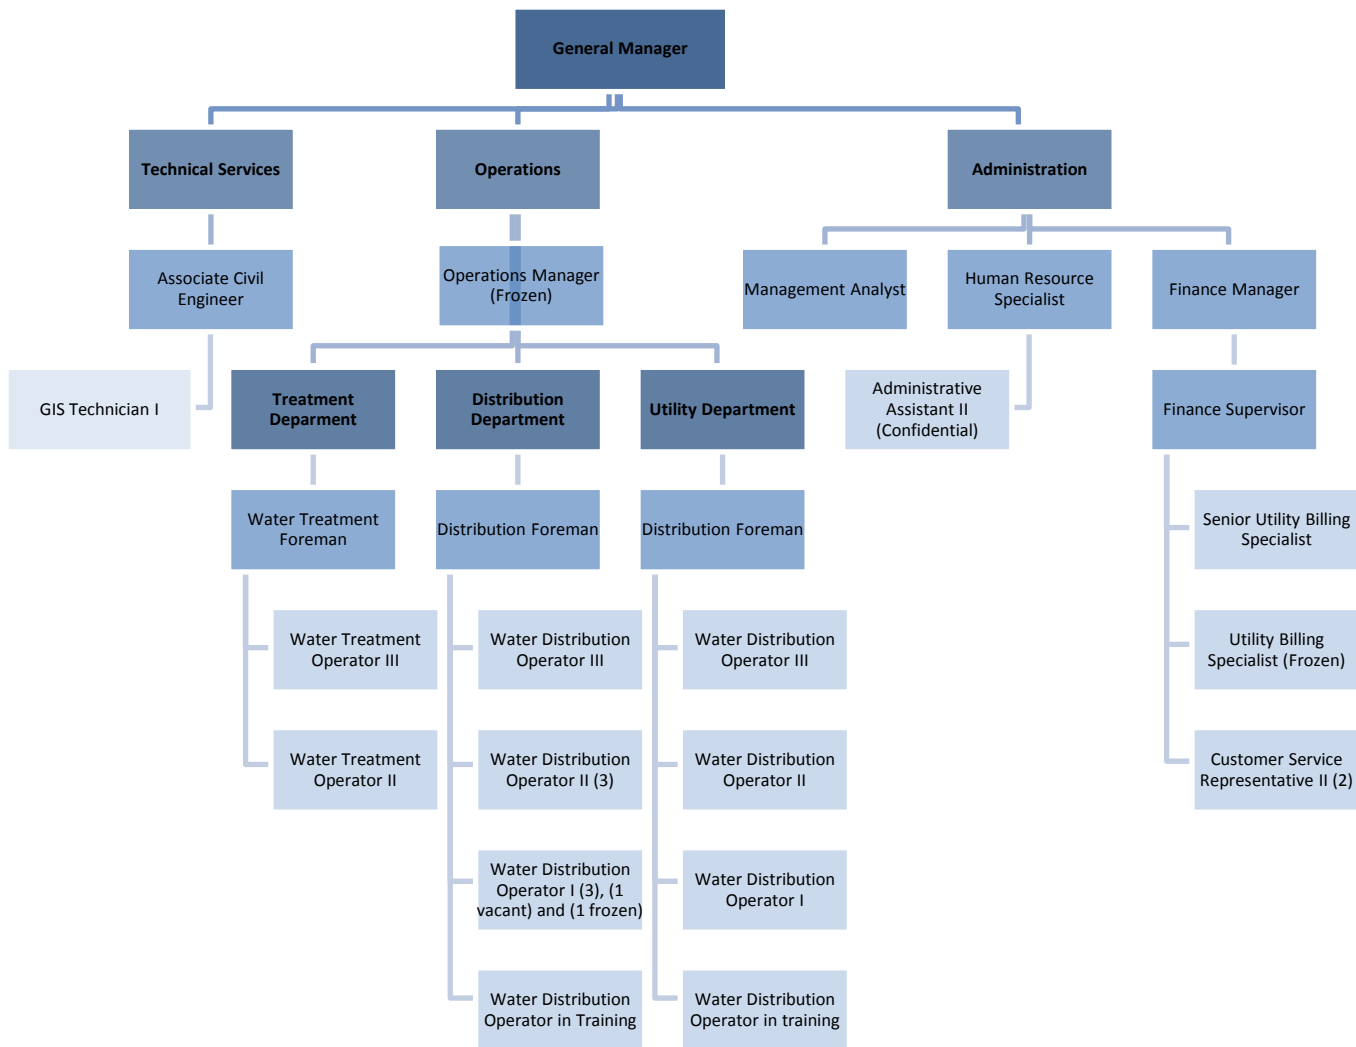 General Manager
Technical Services
Operations
Administration
Associate Civil
Engineer
Operations Manager
(Frozen)
Management Analyst
Human Resource
Specialist
Finance Manager
GIS Technician I
Treatment
Deparment
Distribution
Department
Utility Department
Administrative
Assistant II
(Confidential)
Finance Supervisor
Water Treatment
Foreman
Distribution Foreman
Distribution Foreman
Senior Utility Billing
Specialist
Water Treatment
Operator III
Water Distribution
Operator III
Water Distribution
Operator III
Utility Billing
Specialist (Frozen)
Water Treatment
Operator II
Water Distribution
Operator II (3)
Water Distribution
Operator II
Customer Service
Representative II (2)
Water Distribution
Operator I (3), (1
vacant) and (1 frozen)
Water Distribution
Operator I
Water Distribution
Operator in Training
Water Distribution
Operator in training